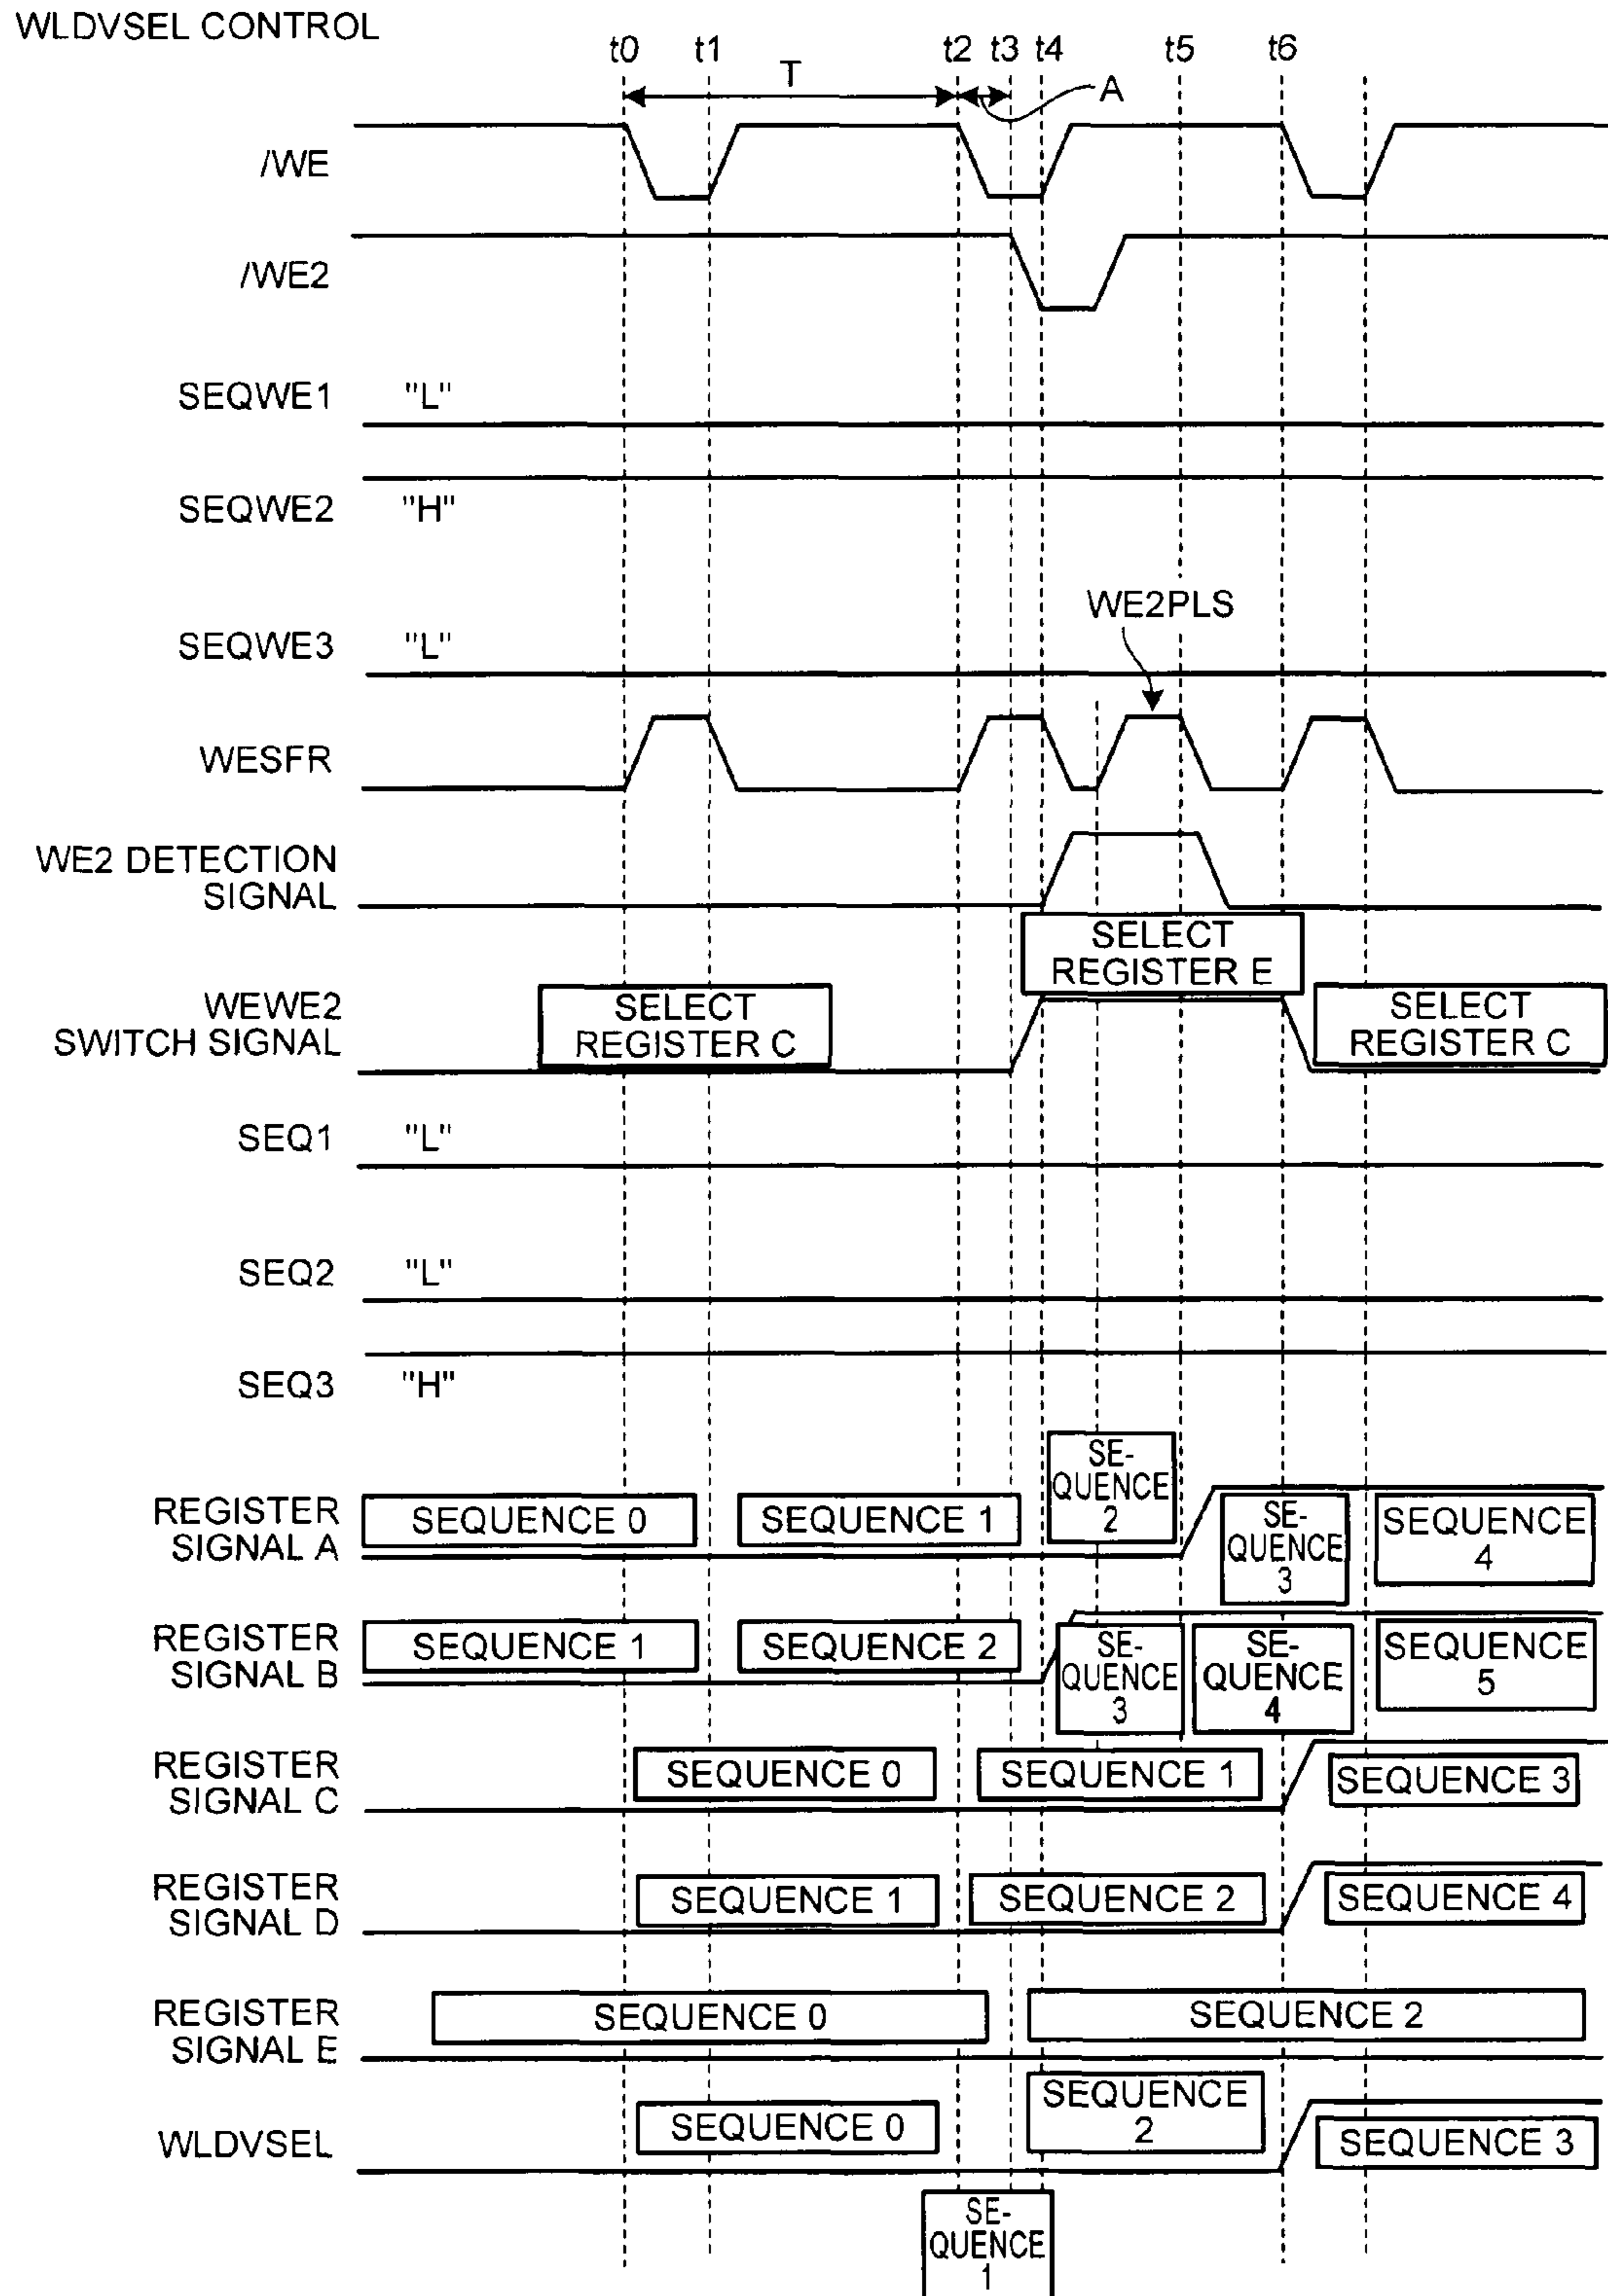 WLDVSEL CONTROL
t0 t1 t2 t3 t4 t5 t6
T A
/WE
/WE2
SEQWE1 "L"
SEQWE2 "H"
WE2PLS
SEQWE3 "L"
WESFR
WE2 DETECTION
SIGNAL
SELECT
REGISTER E
WEWE2
SWITCH SIGNAL
SELECT
REGISTER C
SELECT
REGISTER C
SEQ1 "L"
SEQ2 "L"
SEQ3 "H"
REGISTER
SIGNAL A
SEQUENCE 0
SEQUENCE 1
SE-
QUENCE
2
SE-
QUENCE
3
SEQUENCE
4
REGISTER
SIGNAL B
SEQUENCE 1
SEQUENCE 2
SE-
QUENCE
3
SE-
QUENCE
4
SEQUENCE
5
REGISTER
SIGNAL C
SEQUENCE 0
SEQUENCE 1
SEQUENCE 3
REGISTER
SIGNAL D
SEQUENCE 1
SEQUENCE 2
SEQUENCE 4
REGISTER
SIGNAL E
SEQUENCE 0
SEQUENCE 2
WLDVSEL
SEQUENCE 0
SEQUENCE
2
SEQUENCE 3
SE-
QUENCE
1